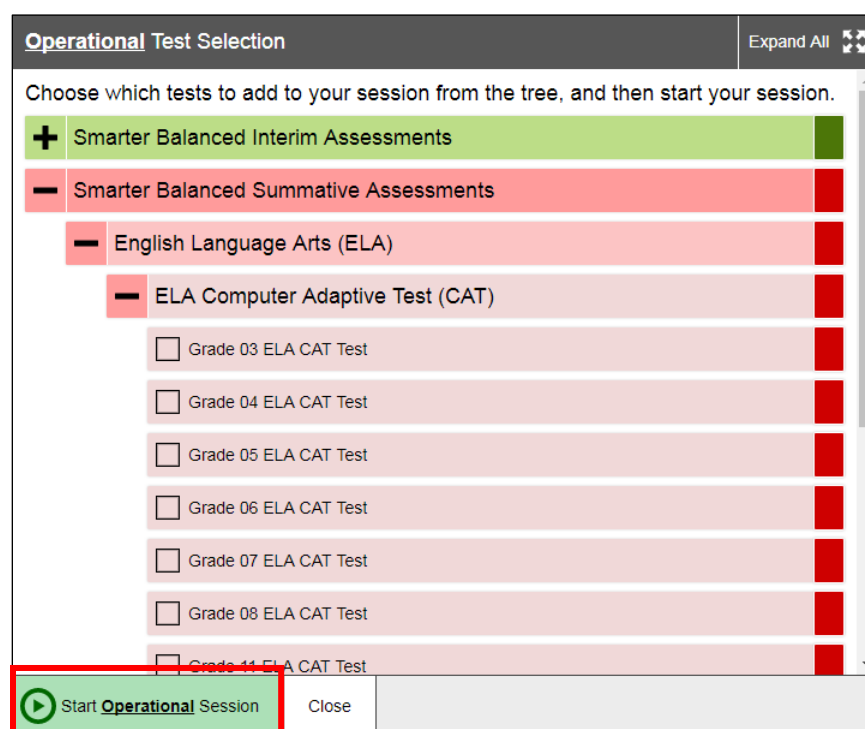 Operational Test Selection
Expand All
Choose which tests to add to your session from the tree, and then start your session.
Smarter Balanced Interim Assessments
Smarter Balanced Summative Assessments
English Language Arts (ELA)
ELA Computer Adaptive Test (CAT)
Grade 03 ELA CAT Test
Grade 04 ELA CAT Test
Grade 05 ELA CAT Test
Grade 06 ELA CAT Test
Grade 07 ELA CAT Test
Grade 08 ELA CAT Test
Grade 11 ELA CAT Test
Start Operational Session
Close